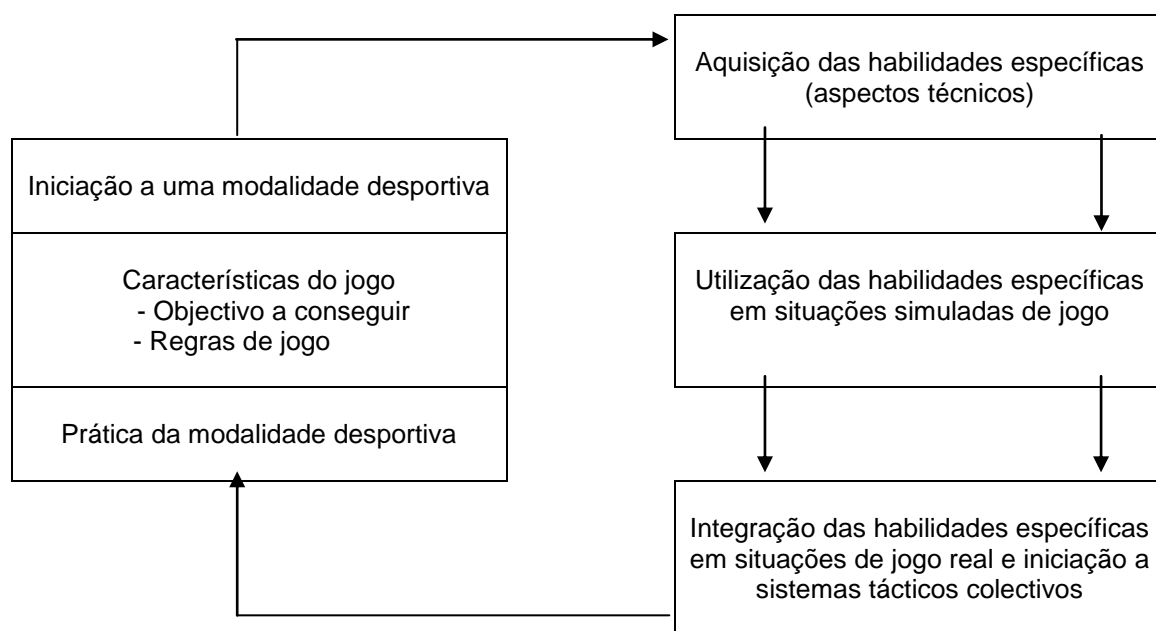 Aquisição das habilidades específicas
(aspectos técnicos)
Iniciação a uma modalidade desportiva
Características do jogo
- Objectivo a conseguir
- Regras de jogo
Prática da modalidade desportiva
Utilização das habilidades específicas
em situações simuladas de jogo
Integração das habilidades específicas
em situações de jogo real e iniciação a
sistemas tácticos colectivos